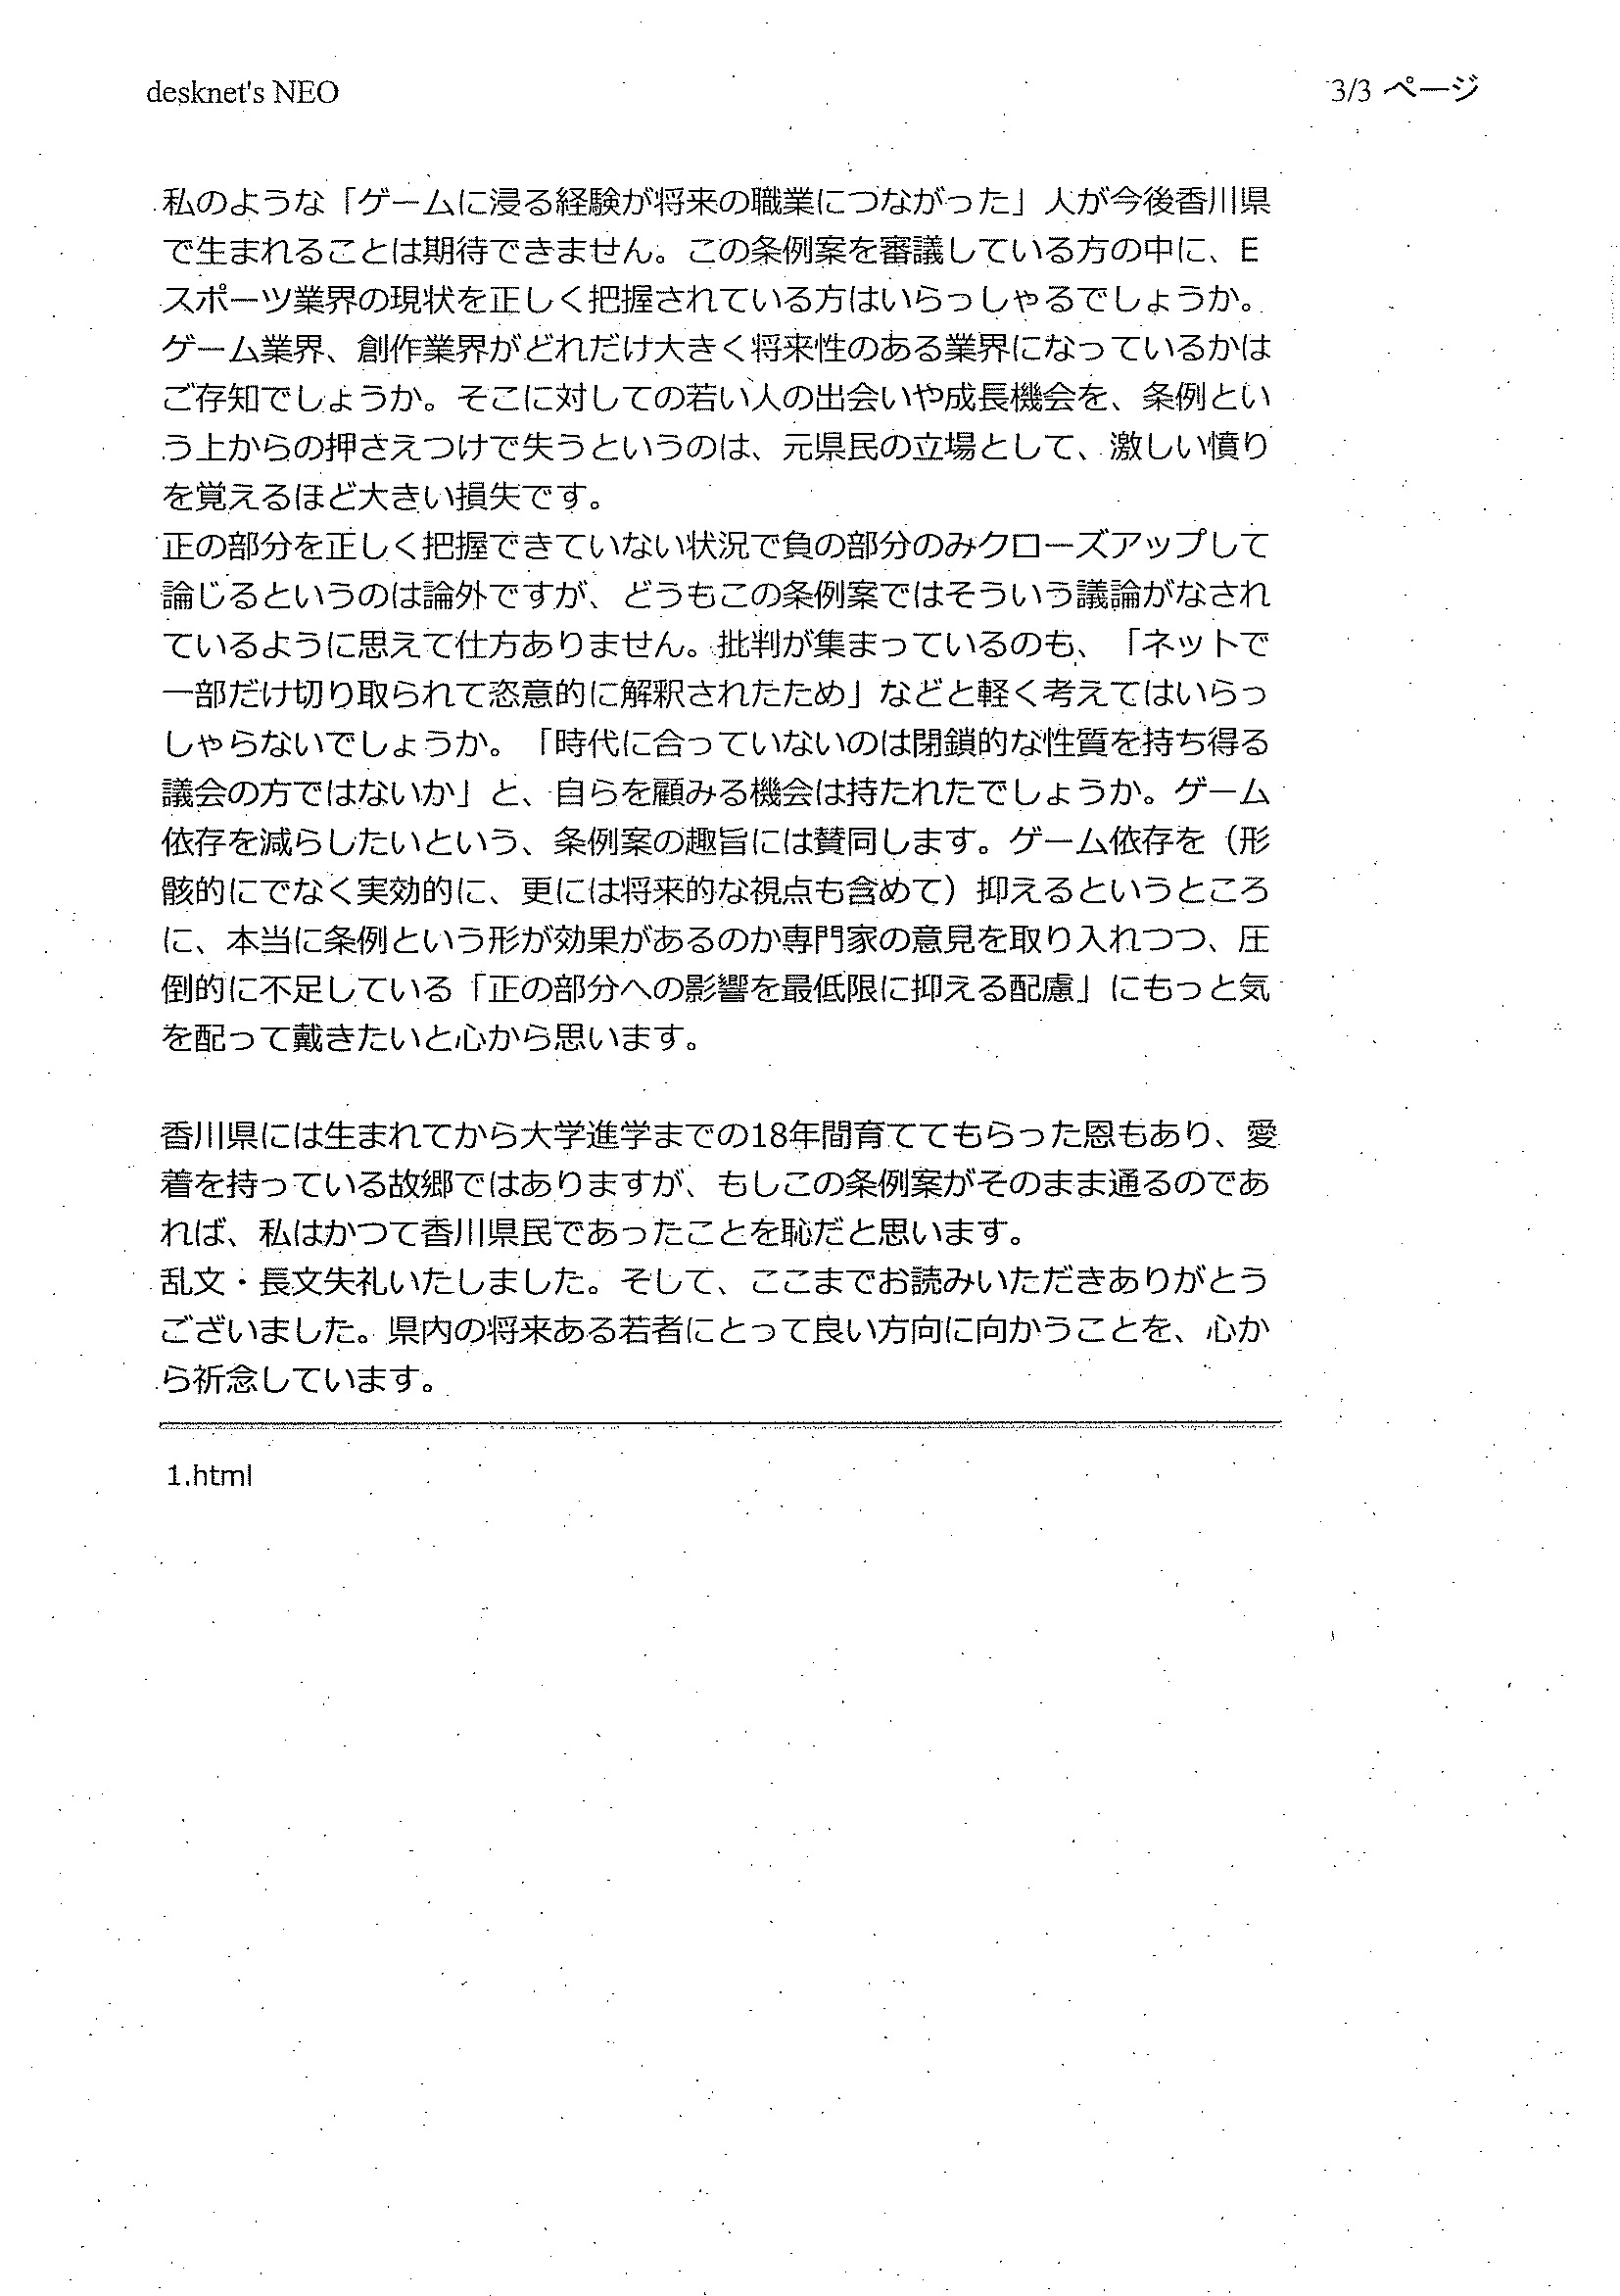 desknet's NEO
3/3 ページ
私のような「ゲームに浸る経験が将来の職業につながった」人が今後香川県
で生まれることは期待できません。この条例案を審議している方の中に、E
スポーツ業界の現状を正しく把握されている方はいらっしゃるでしょうか。
ゲーム業界、創作業界がどれだけ大きく将来性のある業界になっているかは
ご存知でしょうか。そこに対しての若い人の出会いや成長機会を、条例とい
う上からの押さえつけで失うというのは、元県民の立場として、激しい憤り
を覚えるほど大きい損失です。
正の部分を正しく把握できていない状況で負の部分のみクローズアップして
論じるというのは論外ですが、どうもこの条例案ではそういう議論がなされ
ているように思えて仕方ありません。批判が集まっているのも、「ネットで
一部だけ切り取られて恣意的に解釈されたため」などと軽く考えてはいらっ
しゃらないでしょうか。「時代に合っていないのは閉鎖的な性質を持ち得る
議会の方ではないか」と、自らを顧みる機会は持たれたでしょうか。ゲーム
依存を減らしたいという、条例案の趣旨には賛同します。ゲーム依存を（形
骸的にでなく実効的に、更には将来的な視点も含めて）抑えるというところ
に、本当に条例という形が効果があるのか専門家の意見を取り入れつつ、圧
倒的に不足している「正の部分への影響を最低限に抑える配慮」にもっと気
を配って戴きたいと心から思います。
香川県には生まれてから大学進学までの18年間育ててもらった恩もあり、愛
着を持っている故郷ではありますが、もしこの条例案がそのまま通るのであ
れば、私はかつて香川県民であったことを恥だと思います。
乱文・長文失礼いたしました。そして、ここまでお読みいただきありがとう
ございました。県内の将来ある若者にとって良い方向に向かうことを、心か
ら祈念しています。
1.html